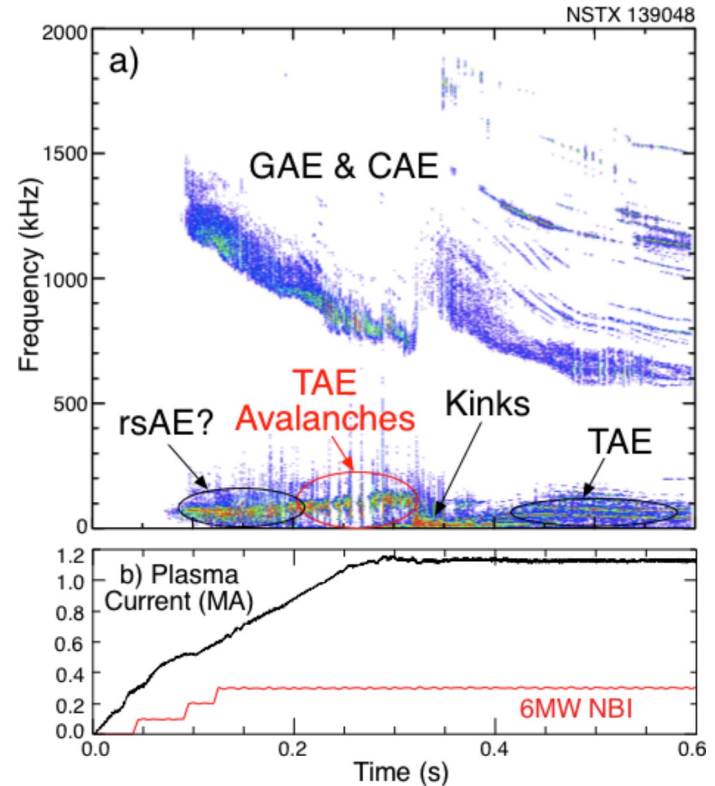 NSTX 139048
2000
a)
GAE & CAE
1500
Frequency (kHz)
1000
TAE
Avalanches
Kinks
rsAE?
TAE
500
0
1.2
b) Plasma
Current (MA)
1.0
0.8
0.6
0.4
0.2
6MW NBI
0.0
0.0 0.2 0.4 0.6
Time (s)